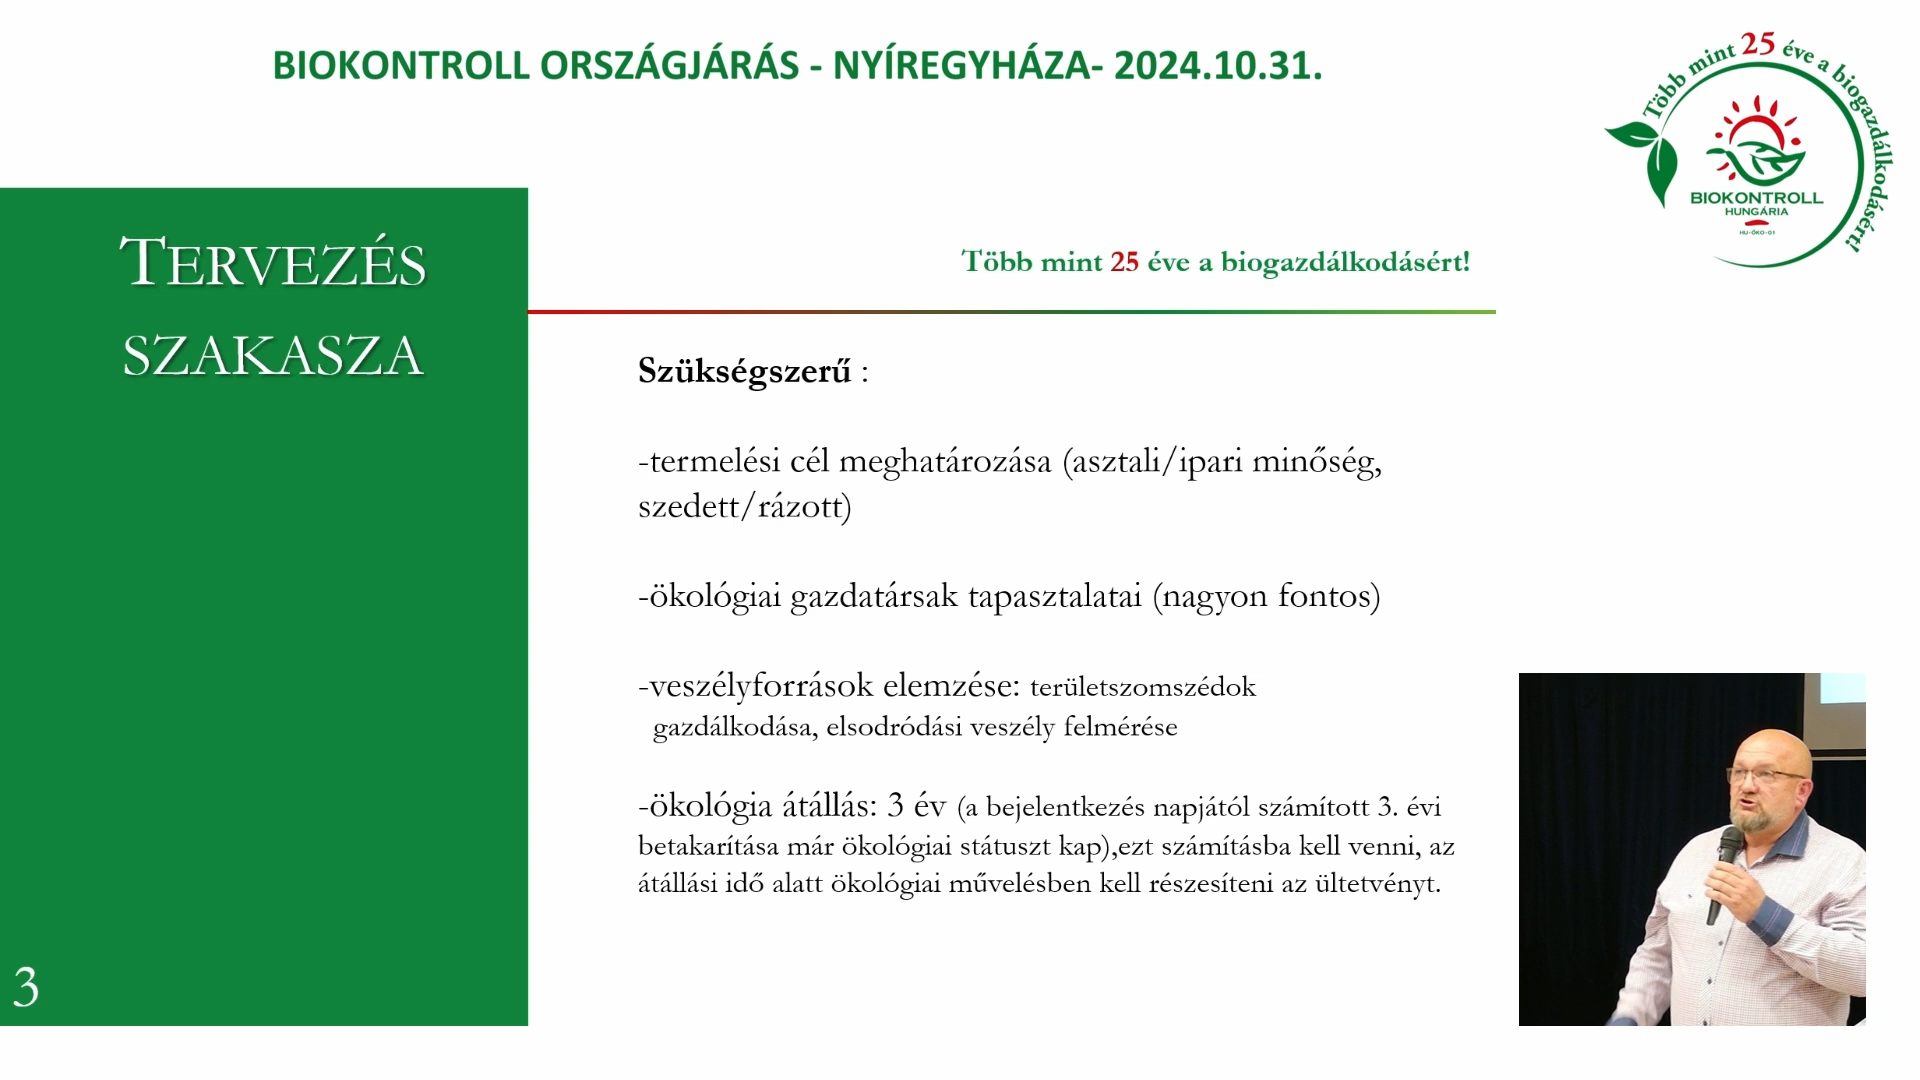 BIOKONTROLL ORSZÁGJÁRÁS - NYÍREGYHÁZA- 2024.10.31.
Több mint 25 éve a biogazdálkodásért!
BIOKONTROLL
HUNGÁRIA
HU-ÖKO-01
TERVEZÉS
SZAKASZA
Több mint 25 éve a biogazdálkodásért!
Szükségszerű :
-termelési cél meghatározása (asztali/ipari minőség,
szedett/rázott)
-ökológiai gazdatársak tapasztalatai (nagyon fontos)
-veszélyforrások elemzése: területszomszédok
gazdálkodása, elsodródási veszély felmérése
-ökológia átállás: 3 év (a bejelentkezés napjától számított 3. évi
betakarítása már ökológiai státuszt kap),ezt számításba kell venni, az
átállási idő alatt ökológiai művelésben kell részesíteni az ültetvényt.
3